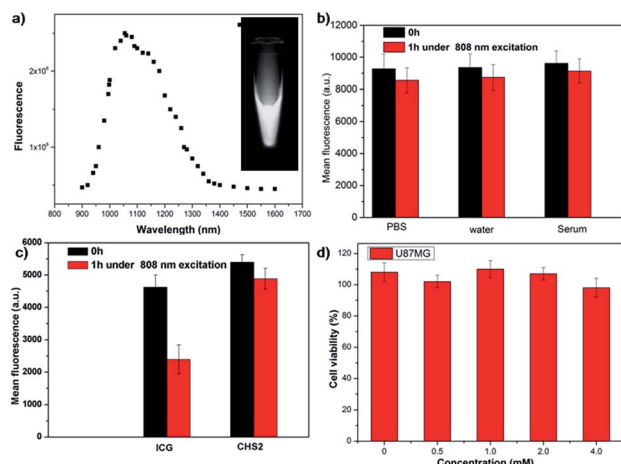 a)
Fluorescence
2x10⁶
1x10⁶
800 900 1000 1100 1200 1300 1400 1500 1600 1700
Wavelength (nm)
b)
0h
1h under 808 nm excitation
Mean fluorescence (a.u.)
12000
10000
8000
6000
4000
2000
0
PBS water Serum
c)
0h
1h under 808 nm excitation
Mean fluorescence (a.u.)
6000
5000
4000
3000
2000
1000
0
ICG CHS2
d)
U87MG
Cell viability (%)
120
100
80
60
40
20
0
0 0.5 1.0 2.0 4.0
Concentration (mM)